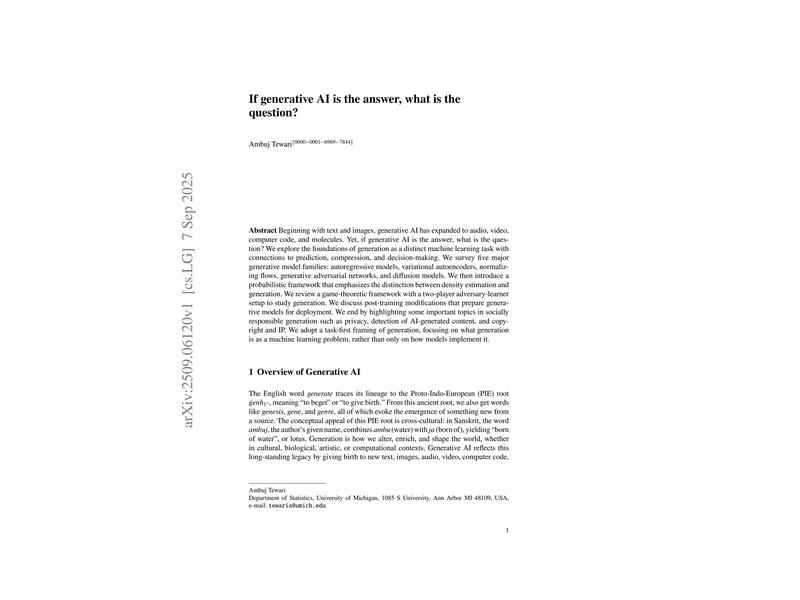 If generative AI is the answer, what is the
question?
Ambuj Tewari[0000−0001−6969−7844]
arXiv:2509.06120v1 [cs.LG] 7 Sep 2025
Abstract Beginning with text and images, generative AI has expanded to audio, video,
computer code, and molecules. Yet, if generative AI is the answer, what is the ques-
tion? We explore the foundations of generation as a distinct machine learning task with
connections to prediction, compression, and decision-making. We survey five major
generative model families: autoregressive models, variational autoencoders, normaliz-
ing flows, generative adversarial networks, and diffusion models. We then introduce a
probabilistic framework that emphasizes the distinction between density estimation and
generation. We review a game-theoretic framework with a two-player adversary-learner
setup to study generation. We discuss post-training modifications that prepare genera-
tive models for deployment. We end by highlighting some important topics in socially
responsible generation such as privacy, detection of AI-generated content, and copy-
right and IP. We adopt a task-first framing of generation, focusing on what generation
is as a machine learning problem, rather than only on how models implement it.
1 Overview of Generative AI
The English word generate traces its lineage to the Proto-Indo-European (PIE) root
ǵenh₁-, meaning “to beget” or “to give birth.” From this ancient root, we also get words
like genesis, gene, and genre, all of which evoke the emergence of something new from
a source. The conceptual appeal of this PIE root is cross-cultural: in Sanskrit, the word
ambuj, the author’s given name, combines ambu (water) with ja (born of), yielding “born
of water”, or lotus. Generation is how we alter, enrich, and shape the world, whether
in cultural, biological, artistic, or computational contexts. Generative AI reflects this
long-standing legacy by giving birth to new text, images, audio, video, computer code,
Ambuj Tewari
Department of Statistics, University of Michigan, 1085 S University, Ann Arbor MI 48109, USA,
e-mail: tewaria@umich.edu
1